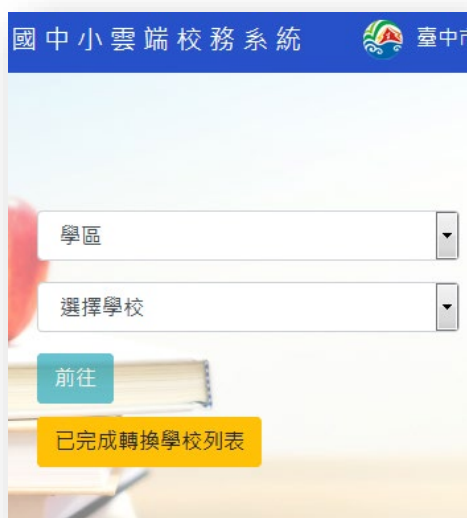 國中小雲端校務系統
臺中市
學區
選擇學校
前往
已完成轉換學校列表